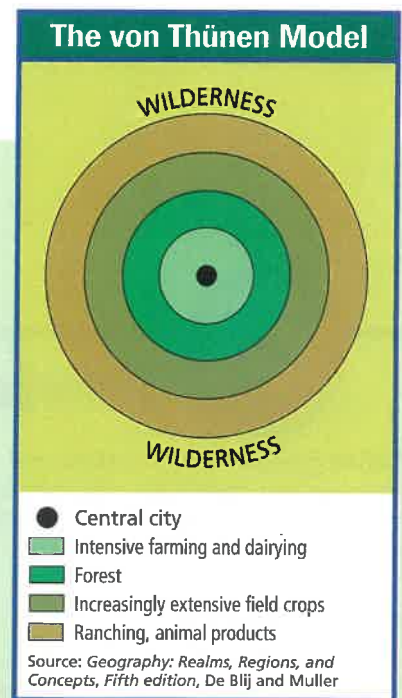 The von Thünen Model
WILDERNESS
WILDERNESS
Central city
Intensive farming and dairying
Forest
Increasingly extensive field crops
Ranching, animal products
Source: Geography: Realms, Regions, and
Concepts, Fifth edition, De Blij and Muller